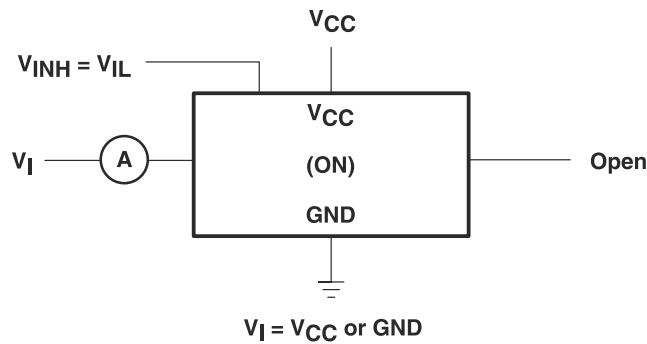 VCC
VINH = VIL
VCC
VI
A
(ON)
Open
GND
VI = VCC or GND